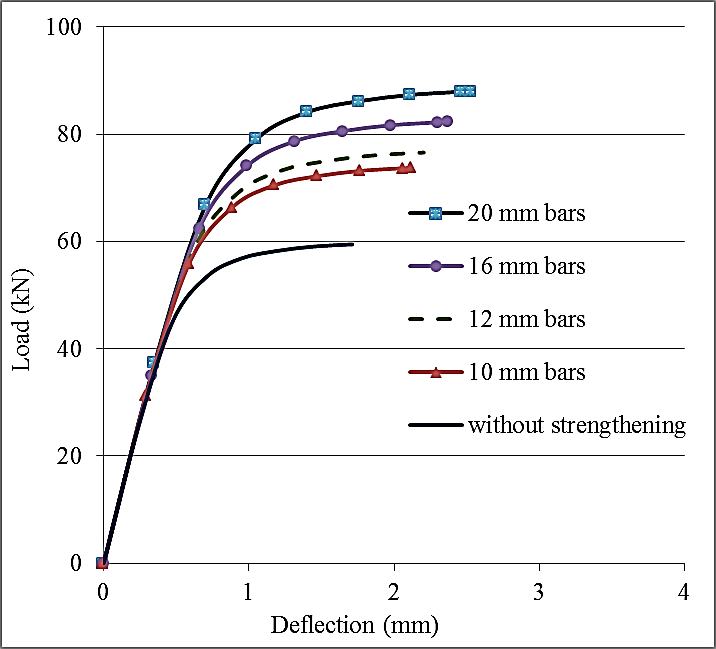 100
80
60
40
20
0
Load (kN)
0 1 2 3 4
Deflection (mm)
20 mm bars
16 mm bars
12 mm bars
10 mm bars
without strengthening